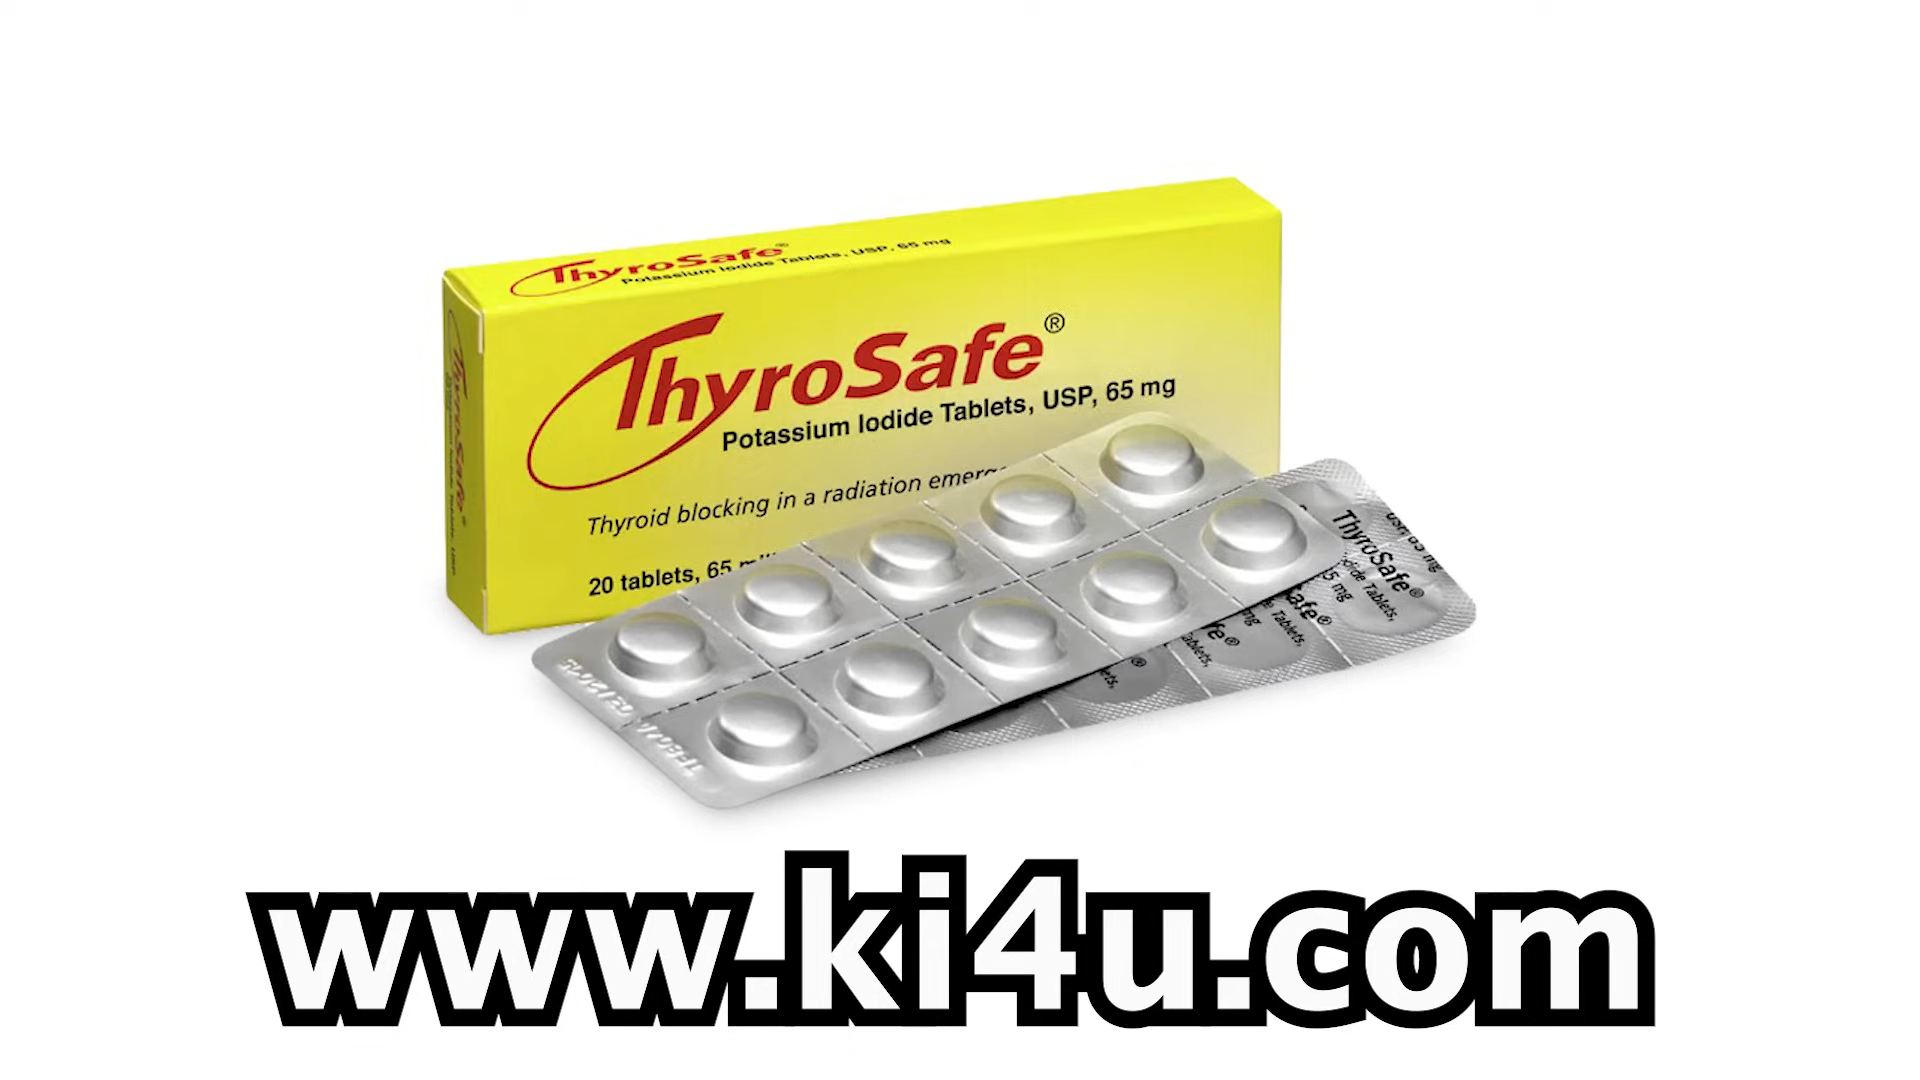 ThyroSafe®
Potassium Iodide Tablets, USP, 65 mg
ThyroSafe®
Potassium Iodide Tablets, USP, 65 mg
Thyroid blocking in a radiation
20 tablets, 65
ThyroSafe®
ThyroSafe®
www.ki4u.com